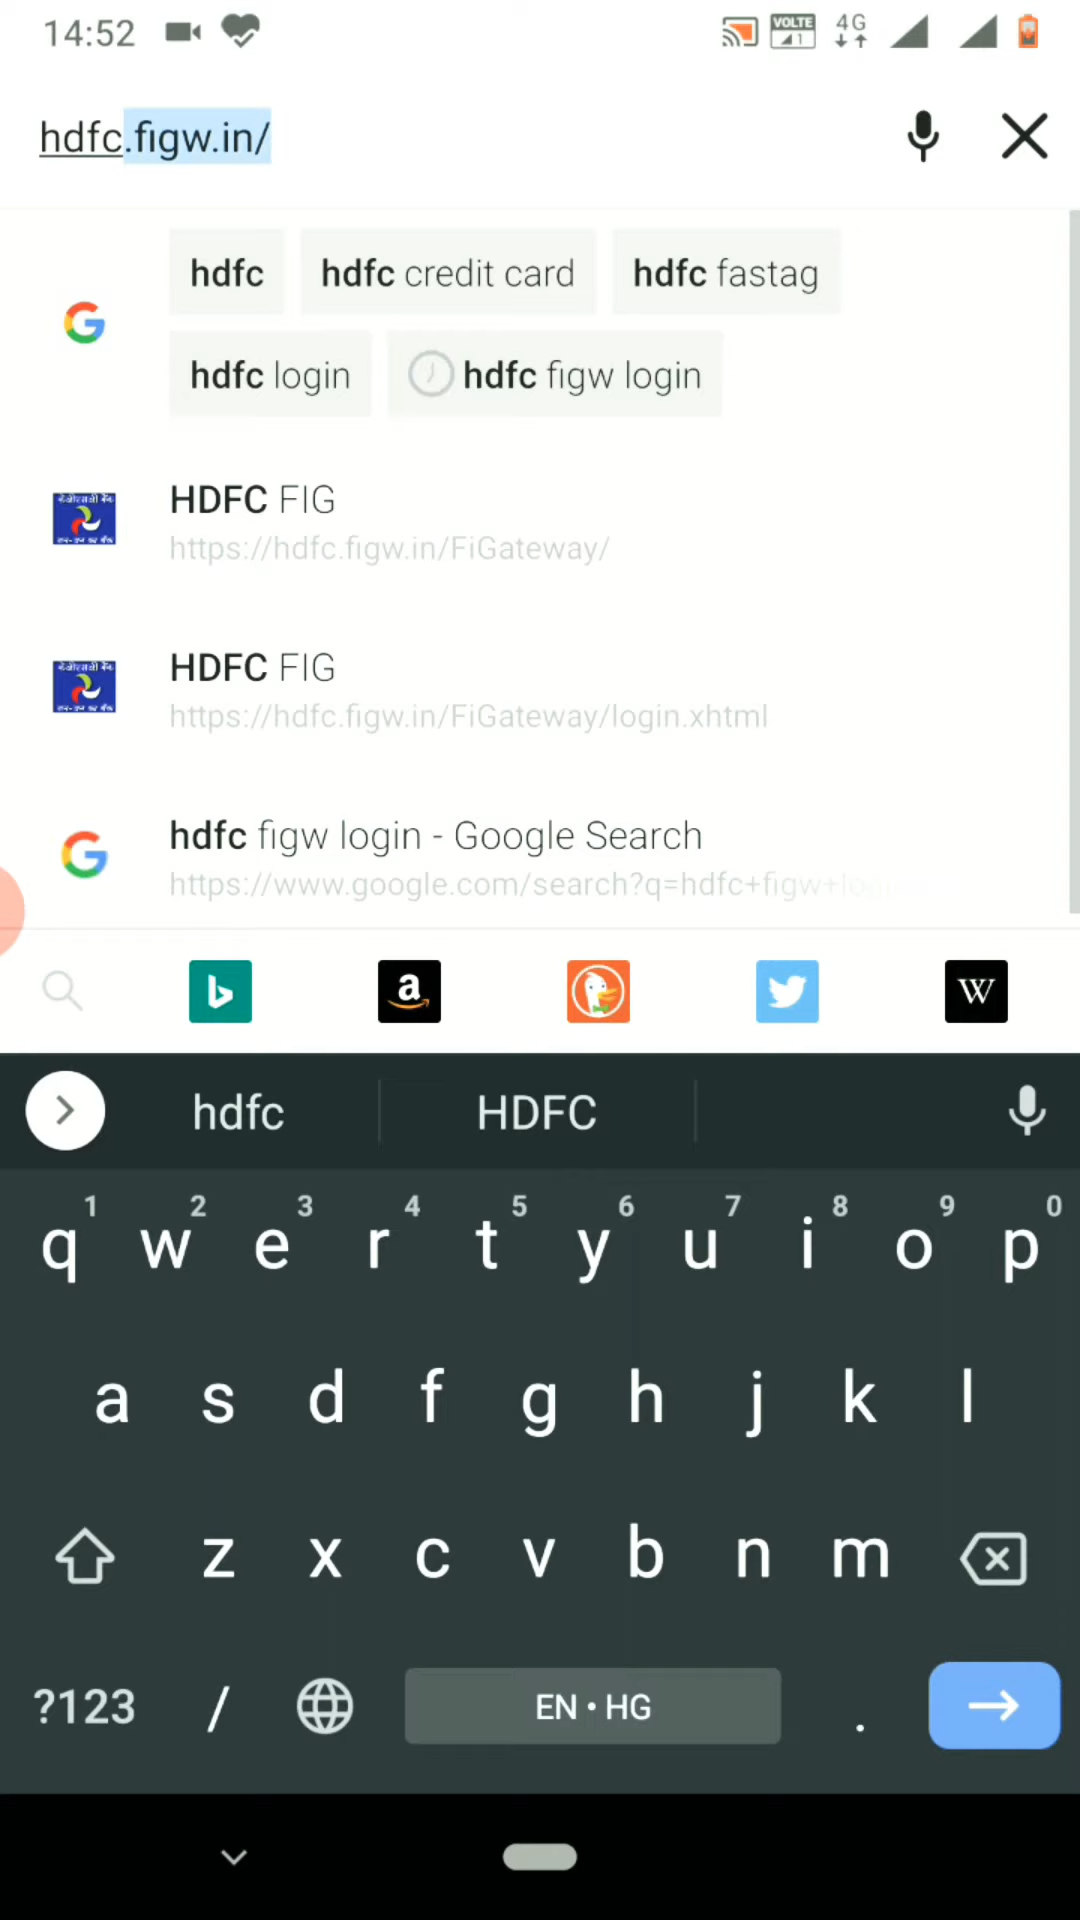 14:52 VOLTE 1 4G
hdfc.figw.in/
hdfc hdfc credit card hdfc fastag
hdfc login hdfc figw login
HDFC FIG
https://hdfc.figw.in/FiGateway/
HDFC FIG
https://hdfc.figw.in/FiGateway/login.xhtml
hdfc figw login - Google Search
https://www.google.com/search?q=hdfc+figw+
a W
hdfc HDFC
1 2 3 4 5 6 7 8 9 0
q w e r t y u i o p
a s d f g h j k l
z x c v b n m
?123 / EN • HG .